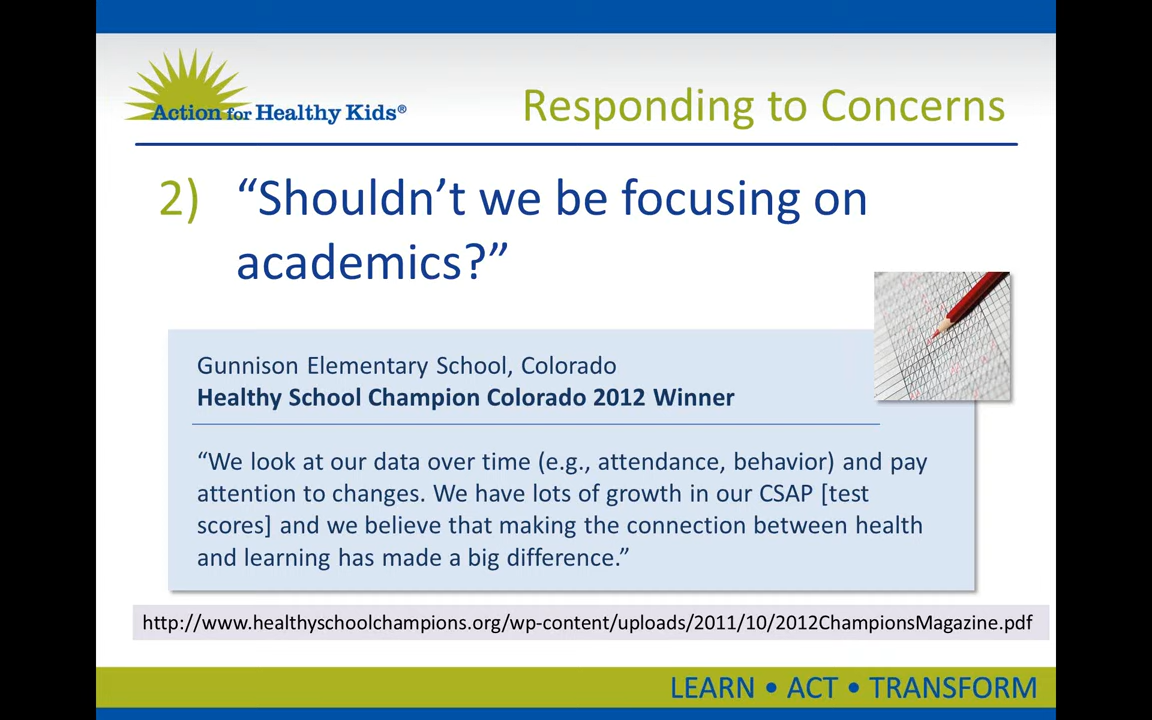 Action for Healthy Kids®
Responding to Concerns
2) “Shouldn’t we be focusing on
academics?”
Gunnison Elementary School, Colorado
Healthy School Champion Colorado 2012 Winner
“We look at our data over time (e.g., attendance, behavior) and pay
attention to changes. We have lots of growth in our CSAP [test
scores] and we believe that making the connection between health
and learning has made a big difference.”
http://www.healthyschoolchampions.org/wp-content/uploads/2011/10/2012ChampionsMagazine.pdf
LEARN • ACT • TRANSFORM